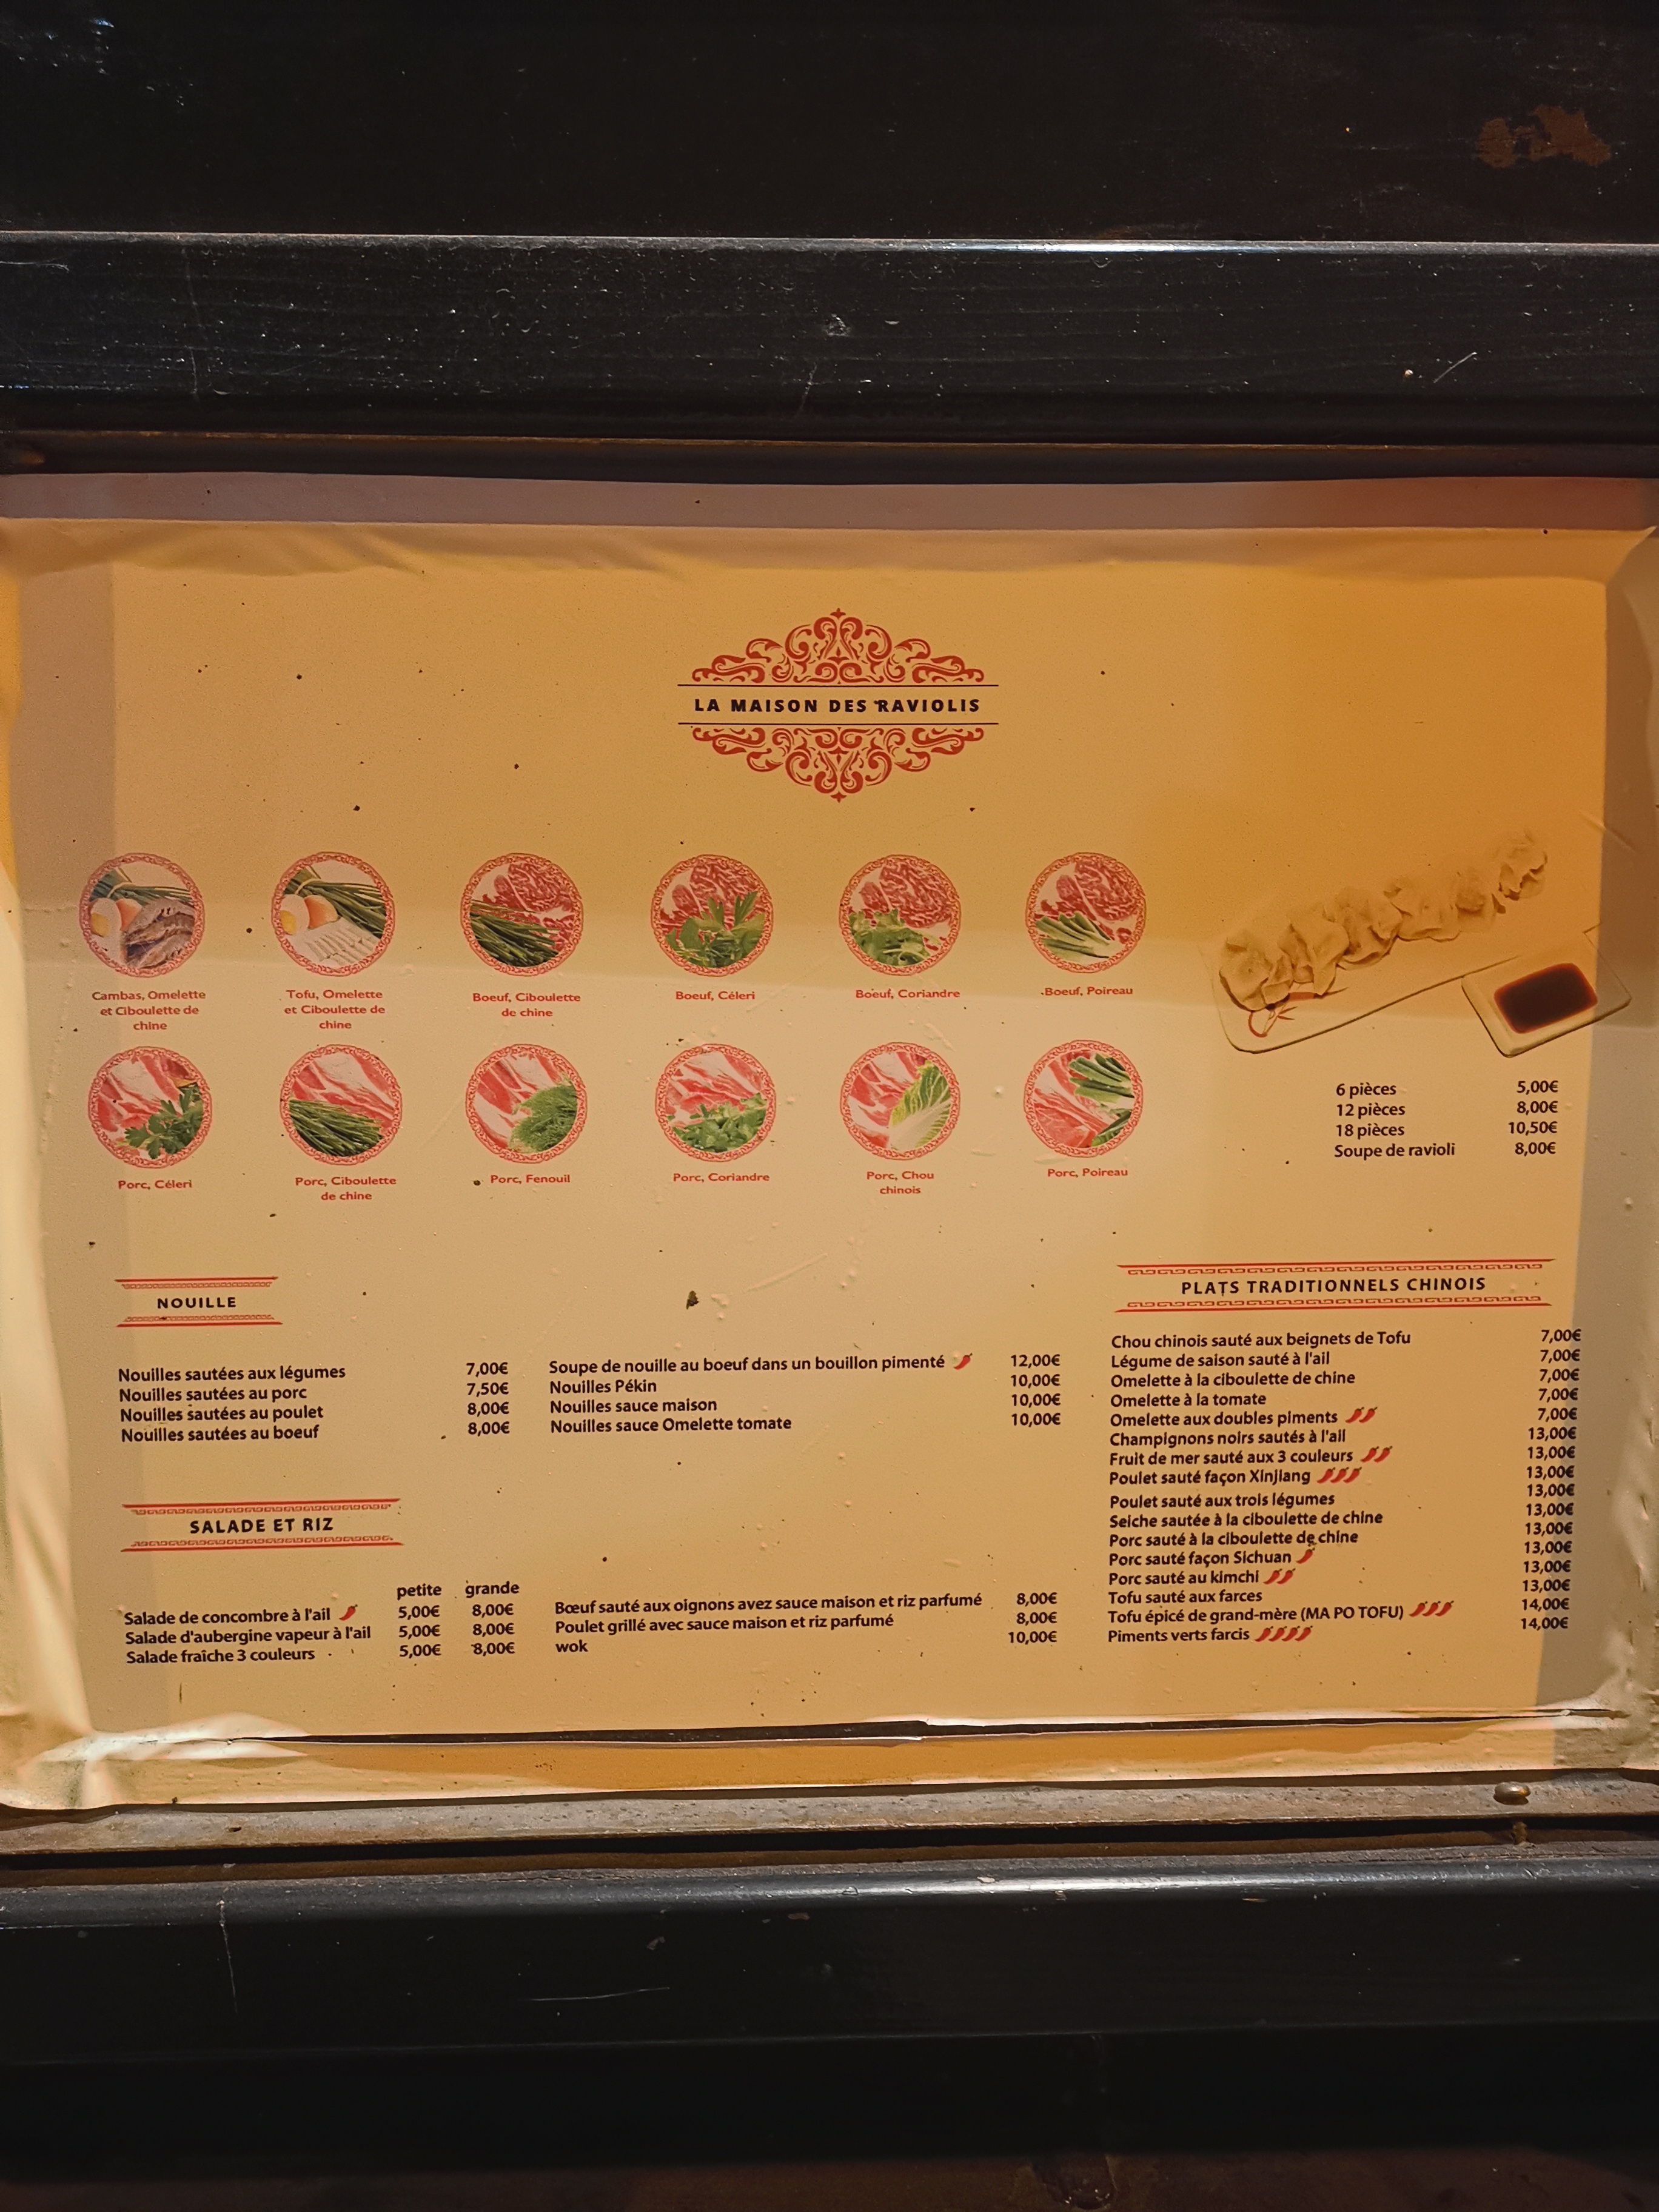 LA MAISON DES RAVIOLIS
Cambas, Omelette
et Ciboulette de
chine
Tofu, Omelette
et Ciboulette de
chine
Boeuf, Ciboulette
de chine
Boeuf, Céleri
Boeuf, Coriandre
Boeuf, Poireau
Porc, Céleri
Porc, Ciboulette
de chine
Porc, Fenouil
Porc, Coriandre
Porc, Chou
chinois
Porc, Poireau
6 pièces 5,00€
12 pièces 8,00€
18 pièces 10,50€
Soupe de ravioli 8,00€
NOUILLE
Nouilles sautées aux légumes 7,00€
Nouilles sautées au porc 7,50€
Nouilles sautées au poulet 8,00€
Nouilles sautées au boeuf 8,00€
Soupe de nouille au boeuf dans un bouillon pimenté 12,00€
Nouilles Pékin 10,00€
Nouilles sauce maison 10,00€
Nouilles sauce Omelette tomate 10,00€
SALADE ET RIZ
petite grande
Salade de concombre à l'ail 5,00€ 8,00€
Salade d'aubergine vapeur à l'ail 5,00€ 8,00€
Salade fraîche 3 couleurs 5,00€ 8,00€
Bœuf sauté aux oignons avez sauce maison et riz parfumé 8,00€
Poulet grillé avec sauce maison et riz parfumé 8,00€
wok 10,00€
PLATS TRADITIONNELS CHINOIS
Chou chinois sauté aux beignets de Tofu 7,00€
Légume de saison sauté à l'ail 7,00€
Omelette à la ciboulette de chine 7,00€
Omelette à la tomate 7,00€
Omelette aux doubles piments 7,00€
Champignons noirs sautés à l'ail 13,00€
Fruit de mer sauté aux 3 couleurs 13,00€
Poulet sauté façon Xinjiang 13,00€
Poulet sauté aux trois légumes 13,00€
Seiche sautée à la ciboulette de chine 13,00€
Porc sauté à la ciboulette de chine 13,00€
Porc sauté façon Sichuan 13,00€
Porc sauté au kimchi 13,00€
Tofu sauté aux farces 13,00€
Tofu épicé de grand-mère (MA PO TOFU) 14,00€
Piments verts farcis 14,00€